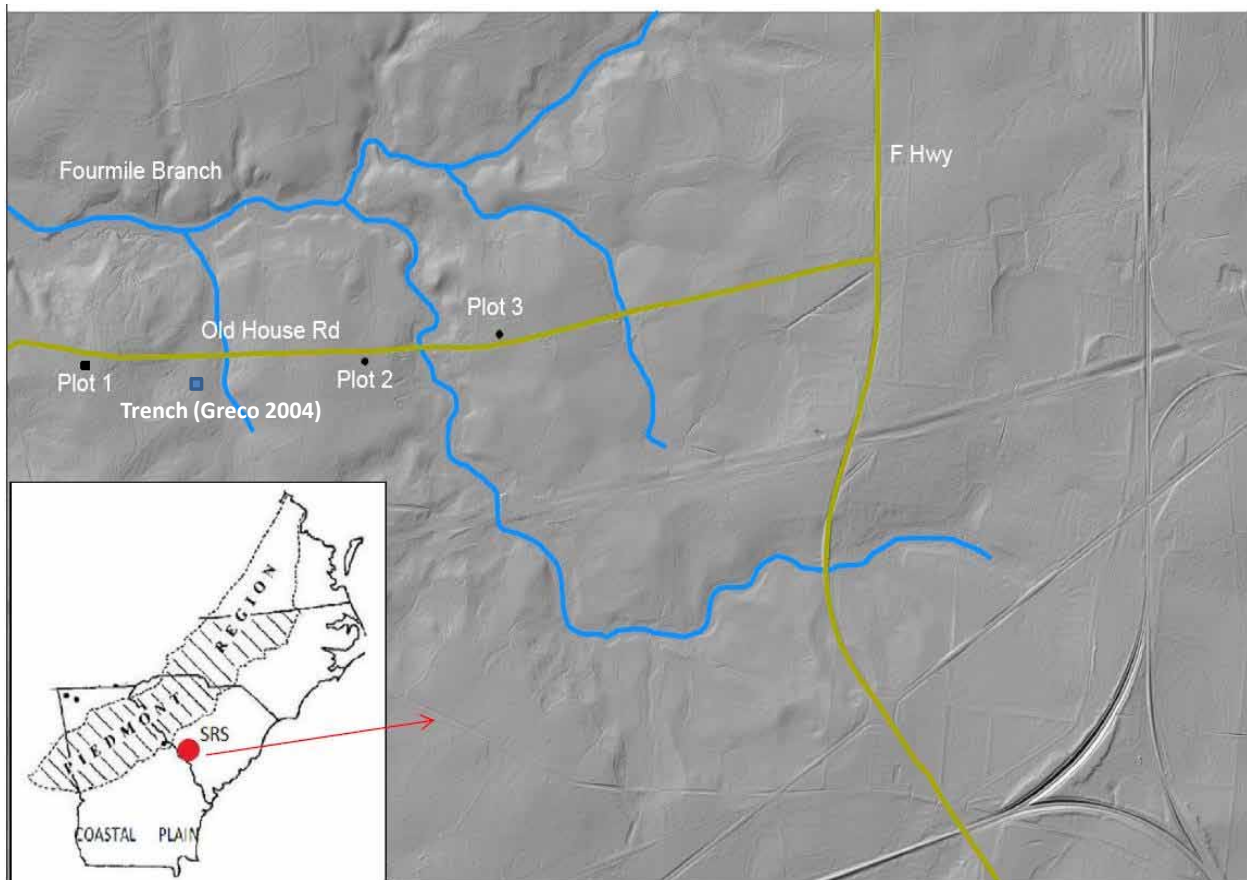 Fourmile Branch
F Hwy
Plot 3
Old House Rd
Plot 1
Plot 2
Trench (Greco 2004)
PIEDMONT REGION
SRS
COASTAL PLAIN